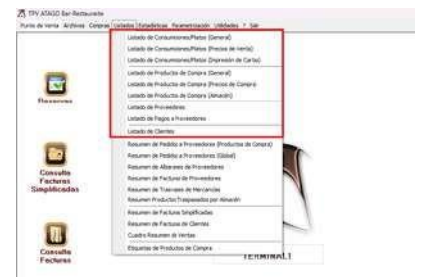 TPV ATAGO Bar-Restaurante
Punto de Venta Archivos Compras Listados Estadísticas Parametrización Utilidades ? Salir
Listado de Consumiciones/Platos (General)
Listado de Consumiciones/Platos (Precios de Venta)
Listado de Consumiciones/Platos (Impresión de Cartas)
Listado de Productos de Compra (General)
Listado de Productos de Compra (Precios de Compra)
Listado de Productos de Compra (Almacén)
Listado de Proveedores
Listado de Pagos a Proveedores
Listado de Clientes
Resumen de Pedidos a Proveedores (Productos de Compra)
Resumen de Pedidos a Proveedores (Global)
Resumen de Albaranes de Proveedores
Resumen de Facturas de Proveedores
Resumen de Trasvases de Mercancías
Resumen Productos Traspasados por Almacén
Resumen de Facturas Simplificadas
Resumen de Facturas de Clientes
Cuadro Resumen de Ventas
Etiquetas de Productos de Compra
Reservas
Consulta
Facturas
Simplificadas
Consulta
Facturas
TERMINAL 1